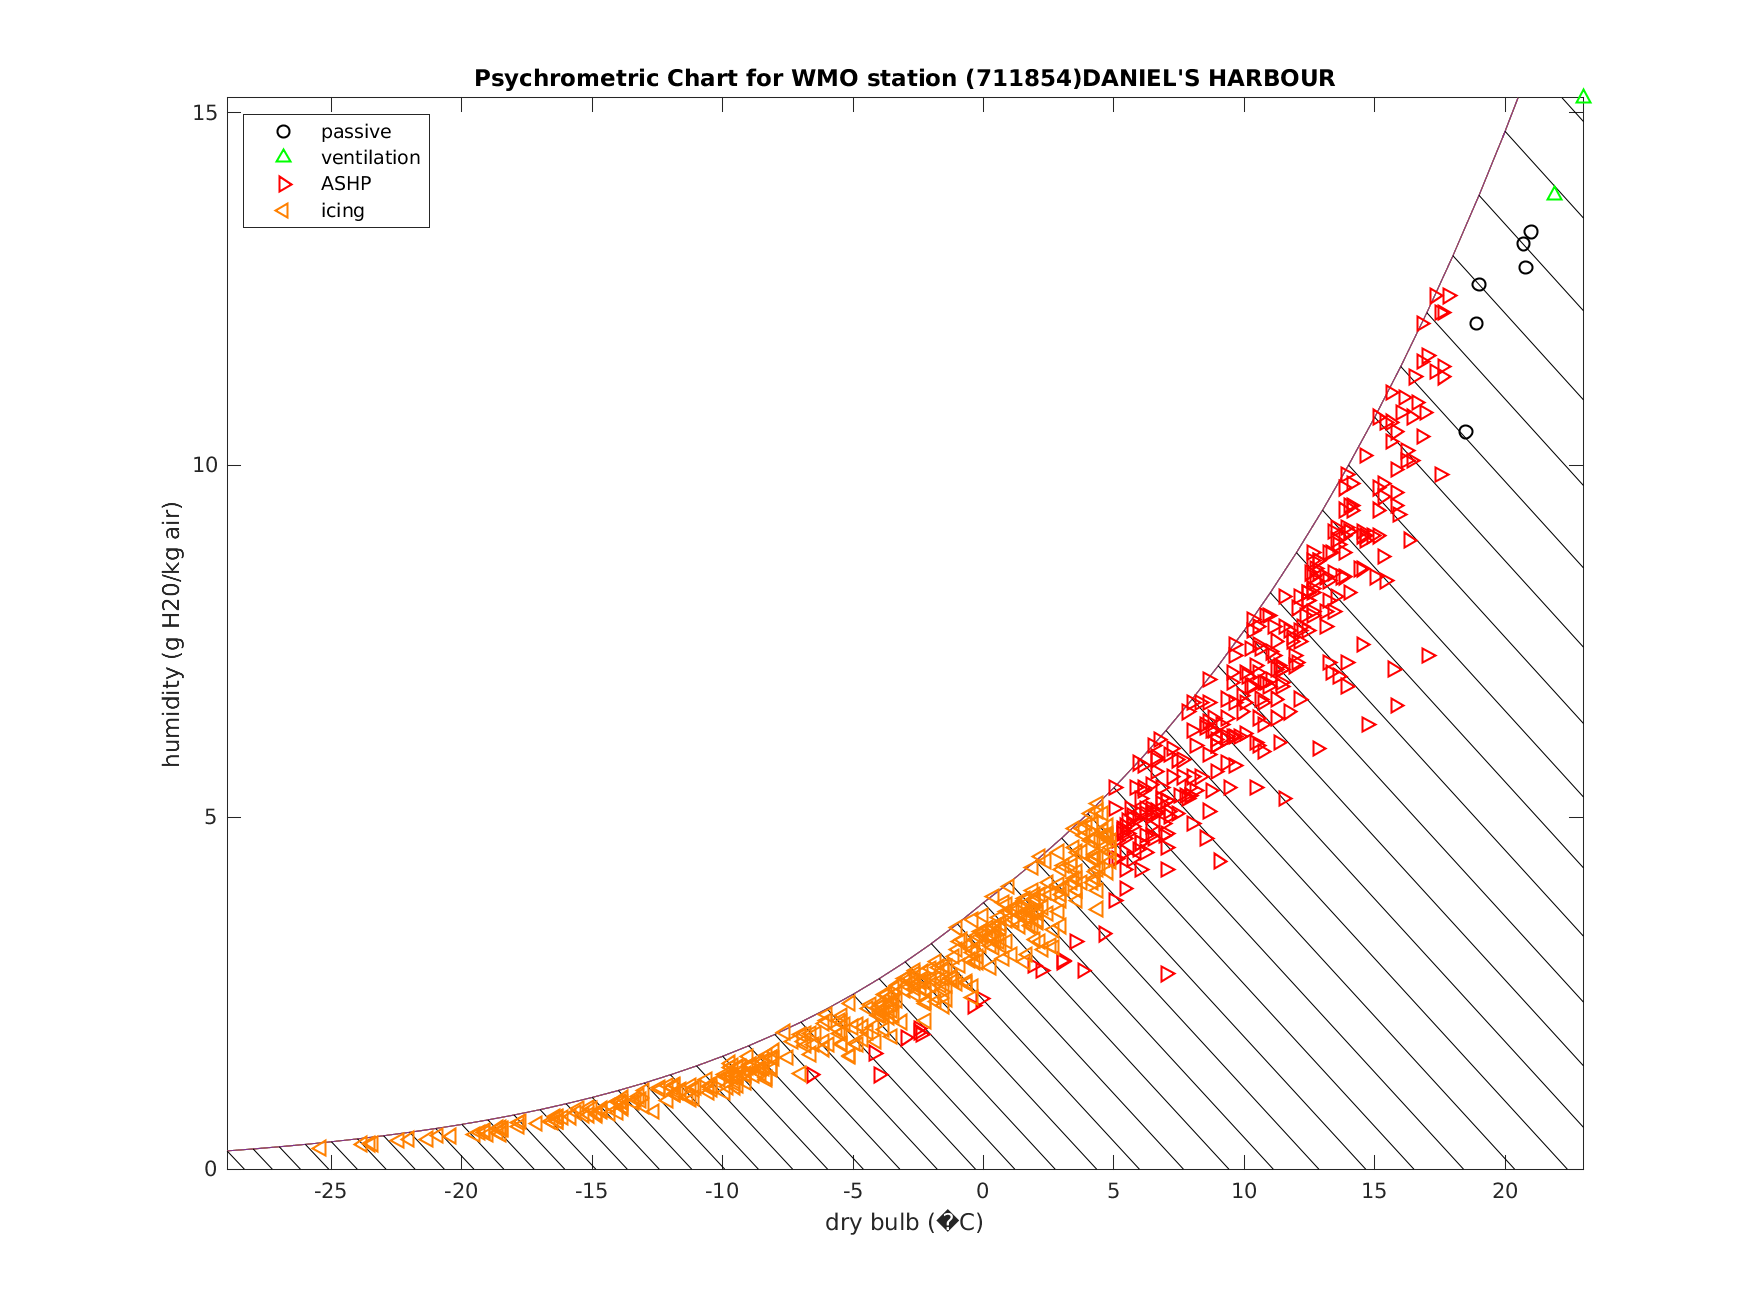 Psychrometric Chart for WMO station (711854)DANIEL'S HARBOUR
passive
ventilation
ASHP
icing
15
10
5
0
humidity (g H20/kg air)
-25 -20 -15 -10 -5 0 5 10 15 20
dry bulb (�C)